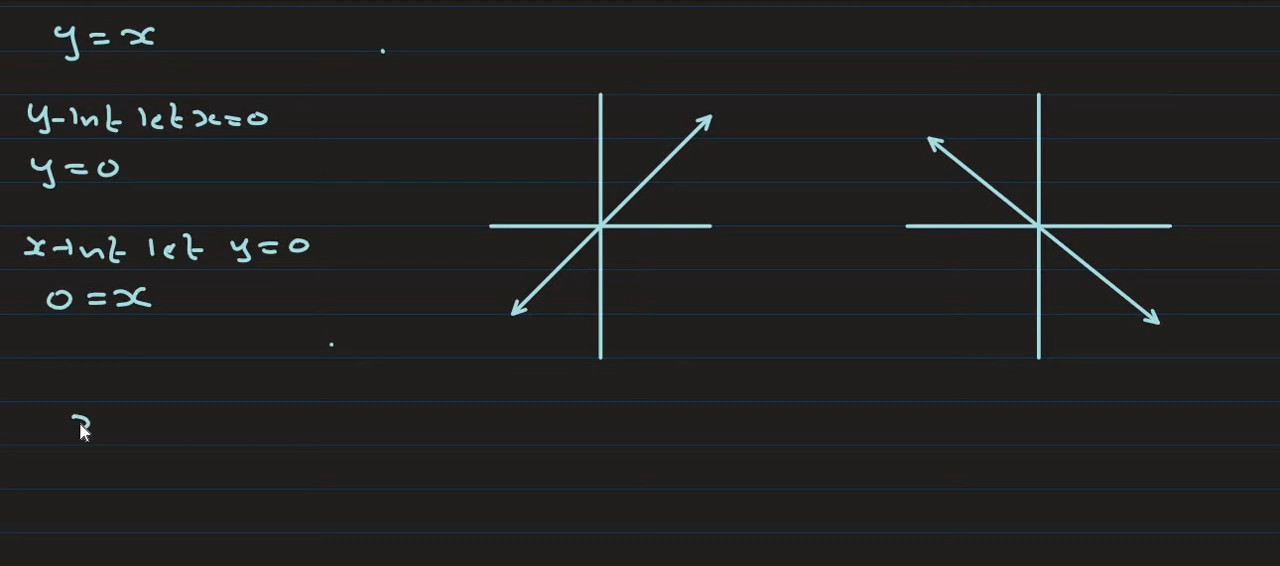 y = x
y-int let x=0
y = 0
x-int let y=0
0 = x